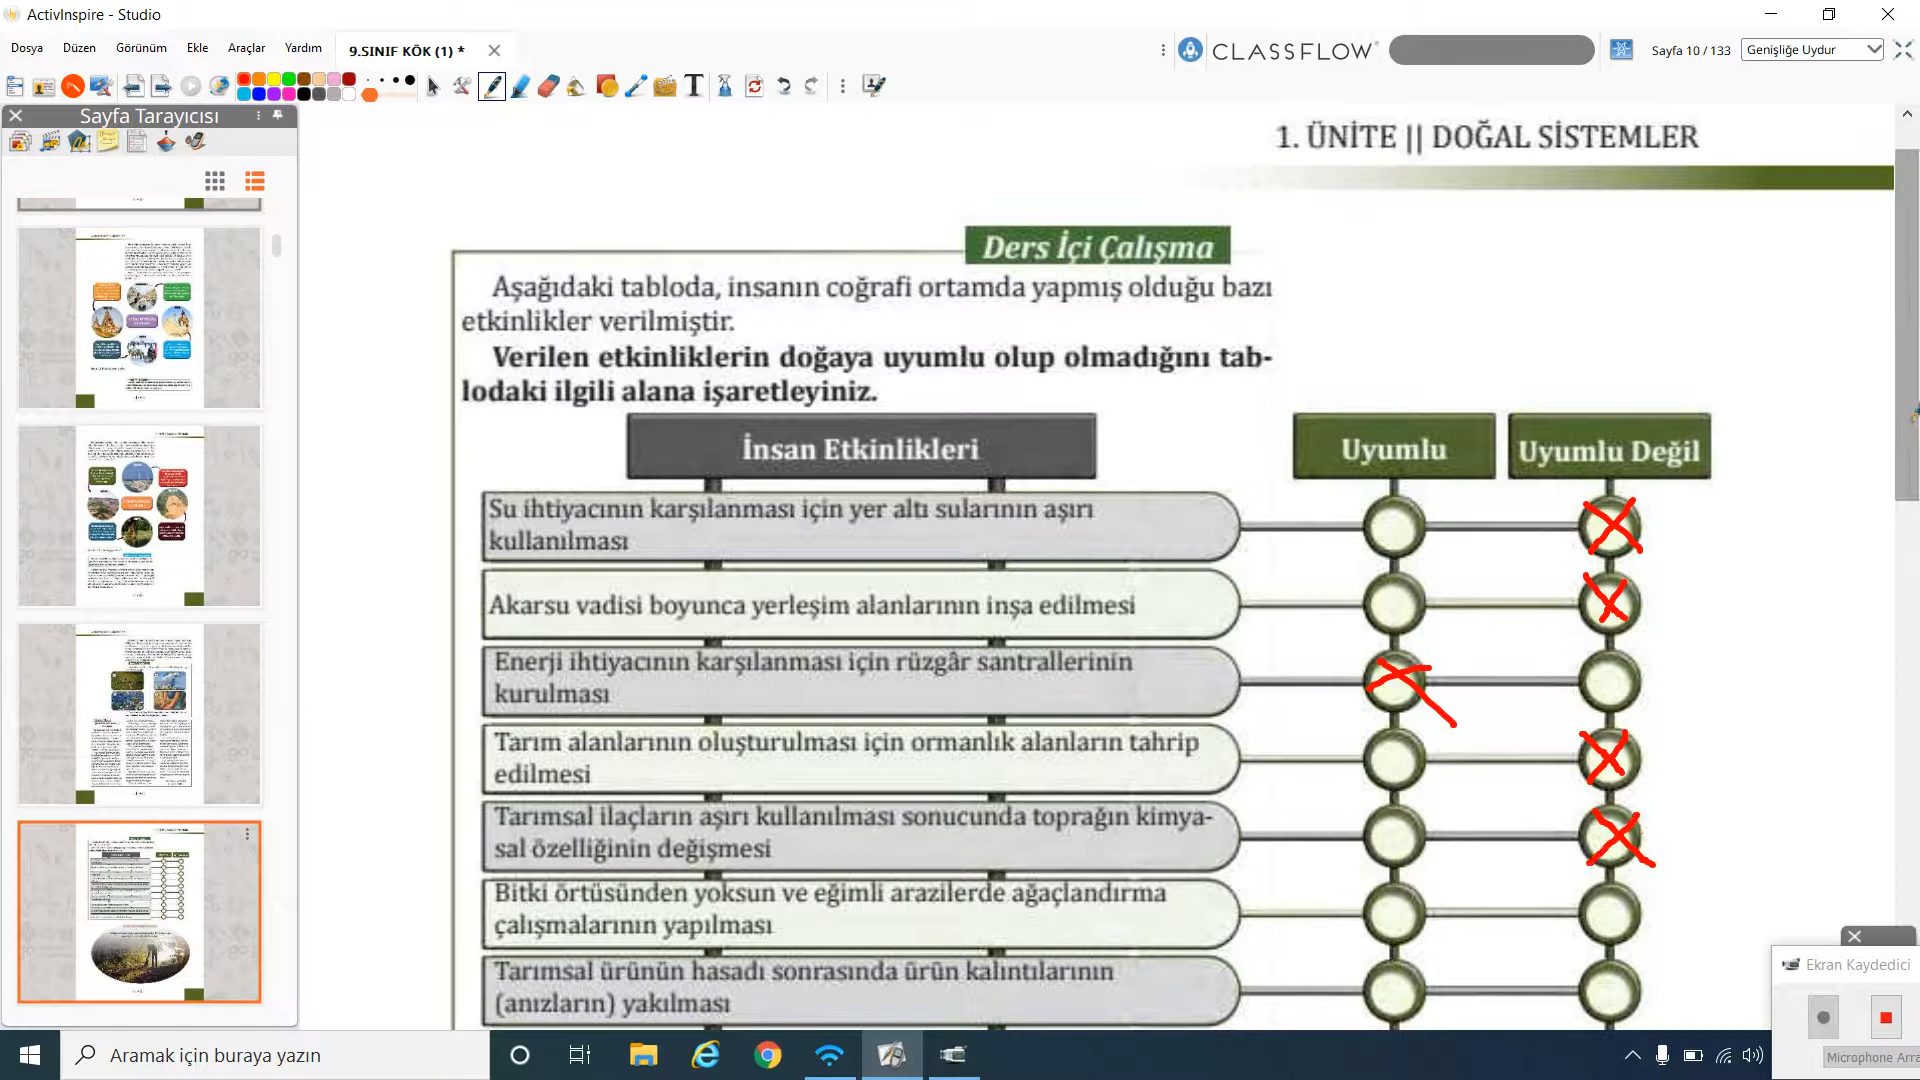 ActivInspire - Studio
Dosya Düzen Görünüm Ekle Araçlar Yardım
9.SINIF KÖK (1) *
CLASSFLOW
Sayfa 10 / 133
Genişliğe Uydur
Sayfa Tarayıcısı
1. ÜNİTE || DOĞAL SİSTEMLER
Ders İçi Çalışma
Aşağıdaki tabloda, insanın coğrafi ortamda yapmış olduğu bazı
etkinlikler verilmiştir.
Verilen etkinliklerin doğaya uyumlu olup olmadığını tab-
lodaki ilgili alana işaretleyiniz.
İnsan Etkinlikleri
Uyumlu
Uyumlu Değil
Su ihtiyacının karşılanması için yer altı sularının aşırı
kullanılması
Akarsu vadisi boyunca yerleşim alanlarının inşa edilmesi
Enerji ihtiyacının karşılanması için rüzgâr santrallerinin
kurulması
Tarım alanlarının oluşturulması için ormanlık alanların tahrip
edilmesi
Tarımsal ilaçların aşırı kullanılması sonucunda toprağın kimya-
sal özelliğinin değişmesi
Bitki örtüsünden yoksun ve eğimli arazilerde ağaçlandırma
çalışmalarının yapılması
Tarımsal ürünün hasadı sonrasında ürün kalıntılarının
(anızların) yakılması
Ekran Kaydedici
Microphone Arra
Aramak için buraya yazın